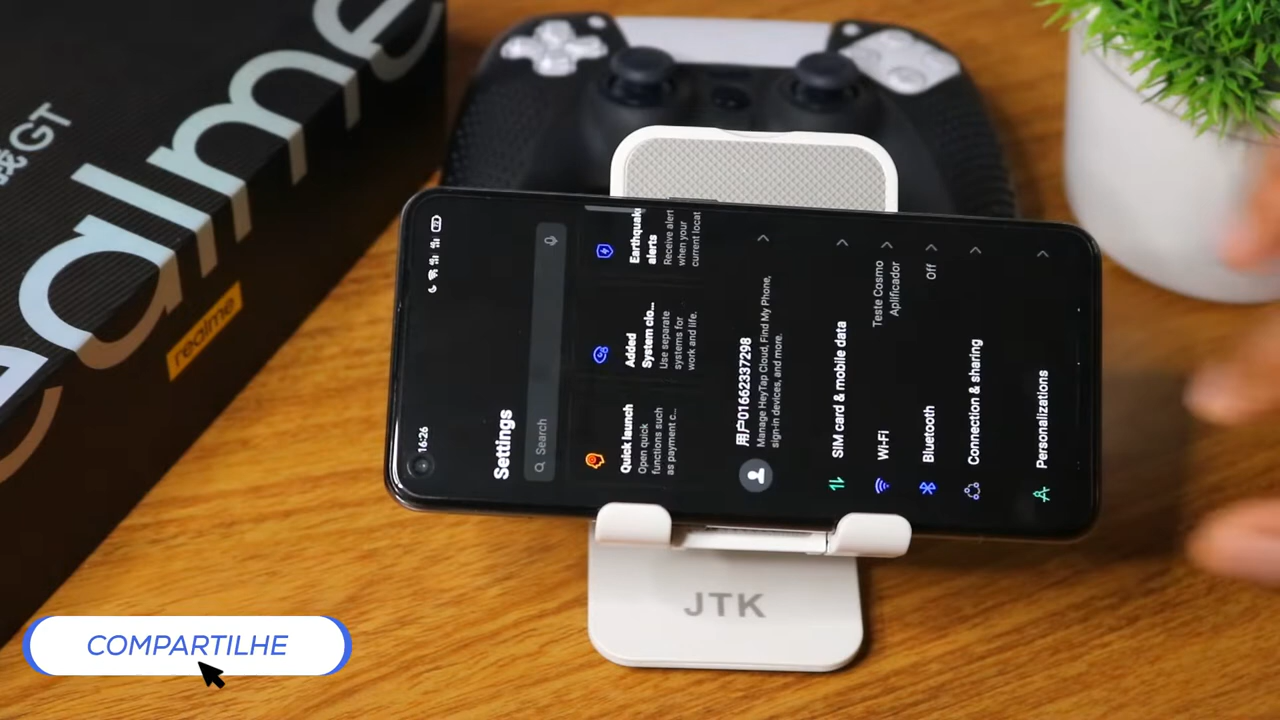 realme
GT
realme
16:26
Settings
Search
Quick launch
Open quick
functions such
as payment c...
Added
System clo...
Use separate
systems for
work and life.
Earthquake
alerts
Receive alert
when your
current locat
用户01662337298
Manage HeyTap Cloud, Find My Phone,
sign-in devices, and more.
SIM card & mobile data
Wi-Fi
Teste Cosmo
Aplificador
Bluetooth
Off
Connection & sharing
Personalizations
JTK
COMPARTILHE